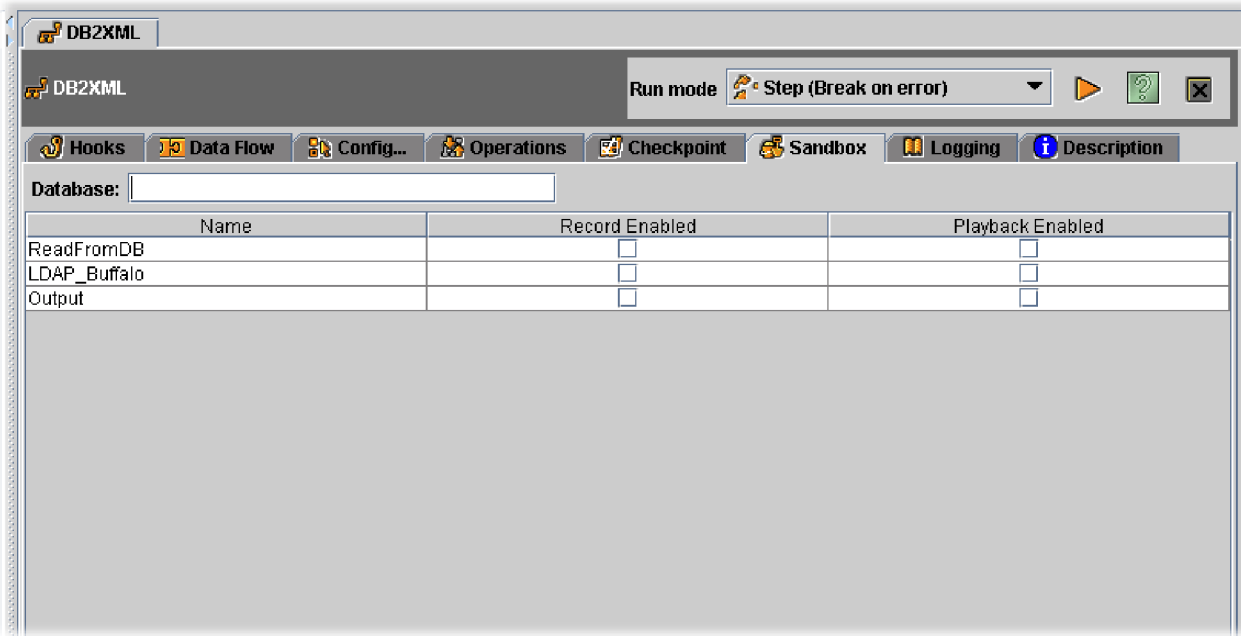 DB2XML
DB2XML Run mode Step (Break on error)
Hooks Data Flow Config... Operations Checkpoint Sandbox Logging Description
Database:
Name Record Enabled Playback Enabled
ReadFromDB
LDAP_Buffalo
Output